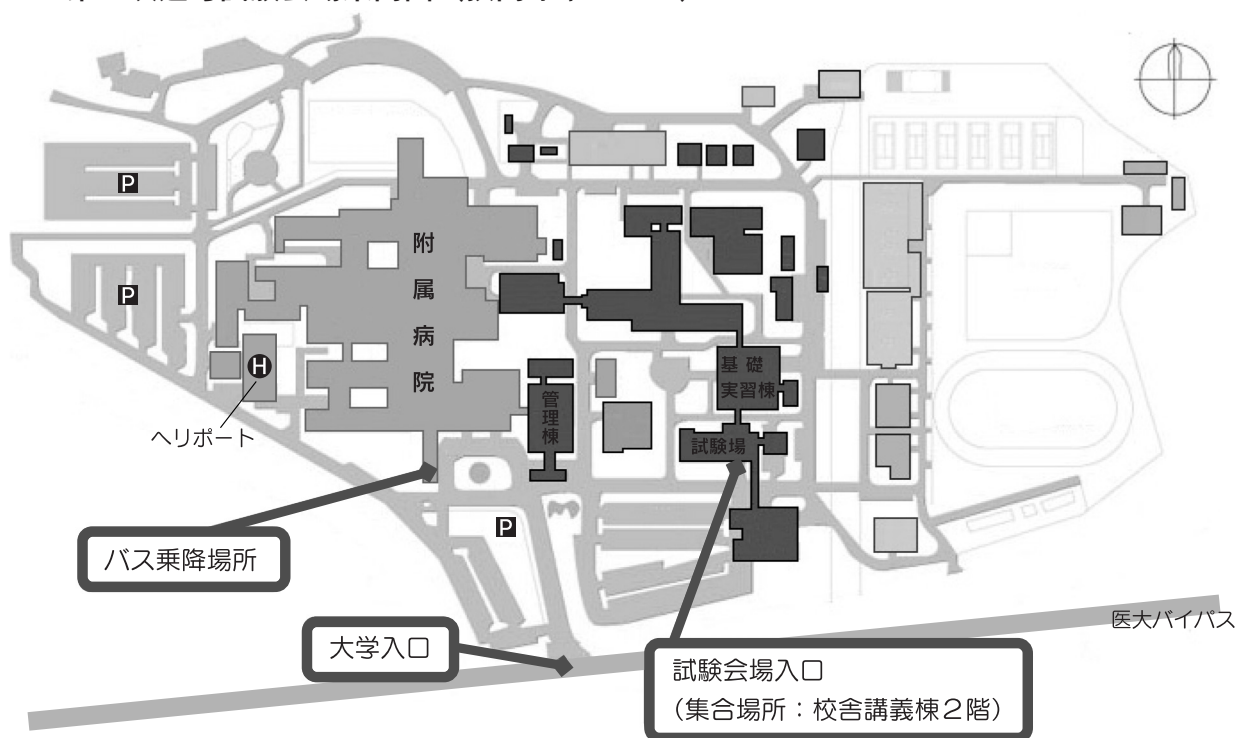 P
P
附属病院
H
ヘリポート
基礎
実習棟
管理棟
試験場
P
バス乗降場所
大学入口
試験会場入口
(集合場所：校舎講義棟２階)
医大バイパス